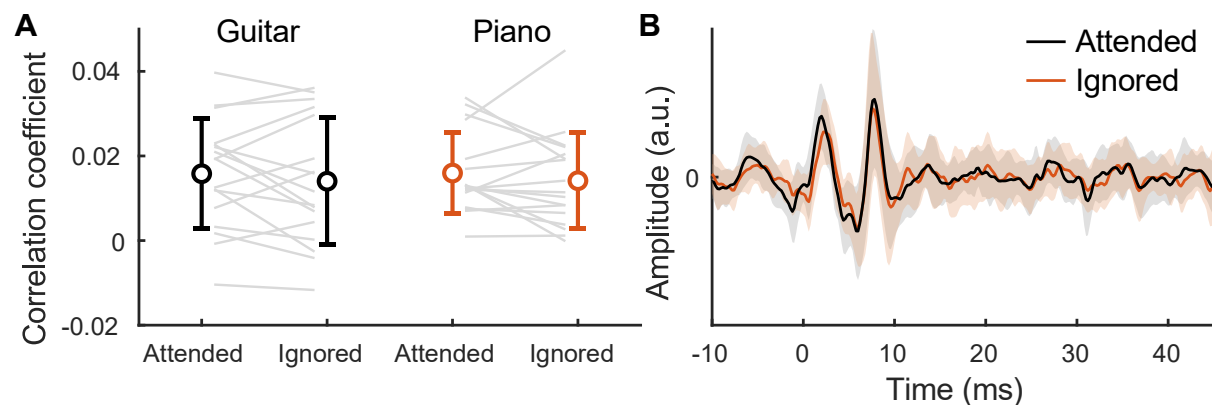 A
Guitar
Piano
Correlation coefficient
0.04
0.02
0
-0.02
Attended
Ignored
Attended
Ignored
B
Attended
Ignored
Amplitude (a.u.)
0
-10
0
10
20
30
40
Time (ms)